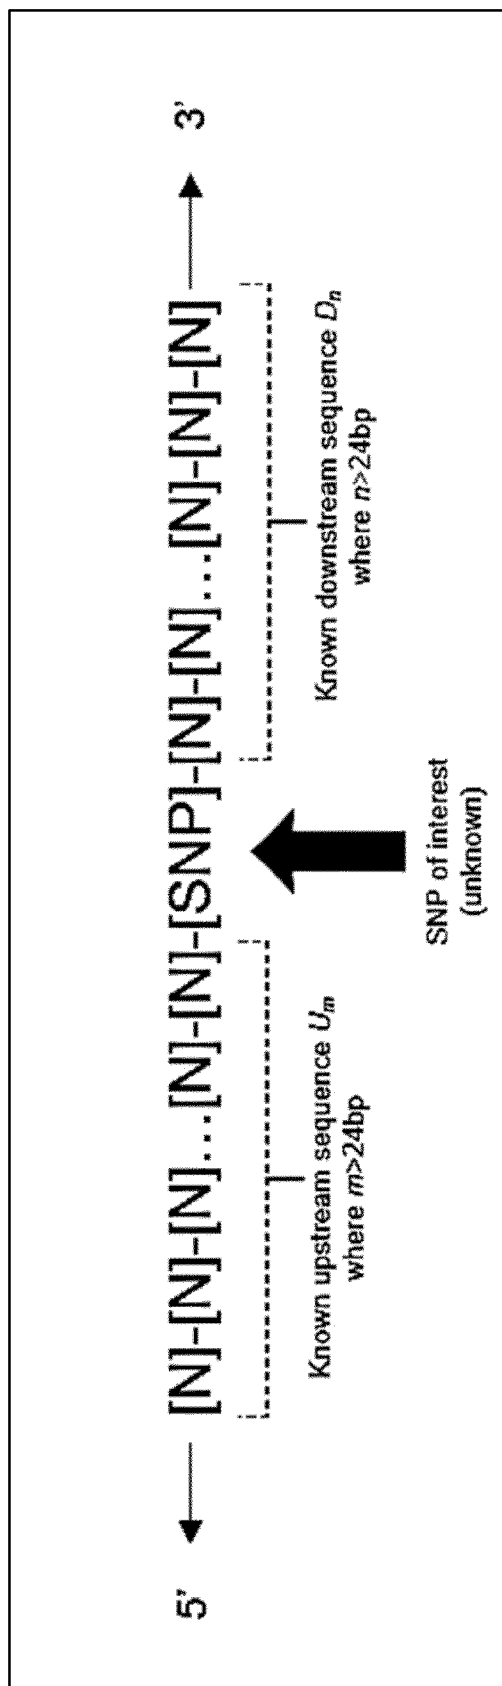 5' [N]-[N]-[N]...[N]-[N]-[SNP]-[N]-[N]...[N]-[N]-[N] 3'
Known upstream sequence Um
where m>24bp
SNP of interest
(unknown)
Known downstream sequence Dn
where n>24bp